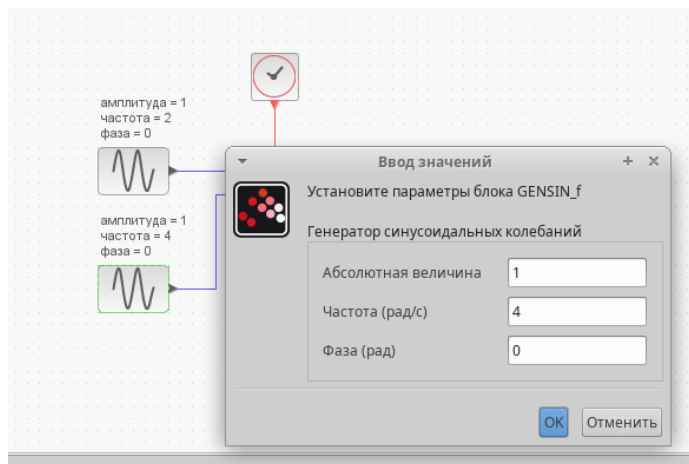 амплитуда = 1
частота = 2
фаза = 0
амплитуда = 1
частота = 4
фаза = 0
Ввод значений
Установите параметры блока GENSIN_f
Генератор синусоидальных колебаний
Абсолютная величина 1
Частота (рад/с) 4
Фаза (рад) 0
ОК Отменить